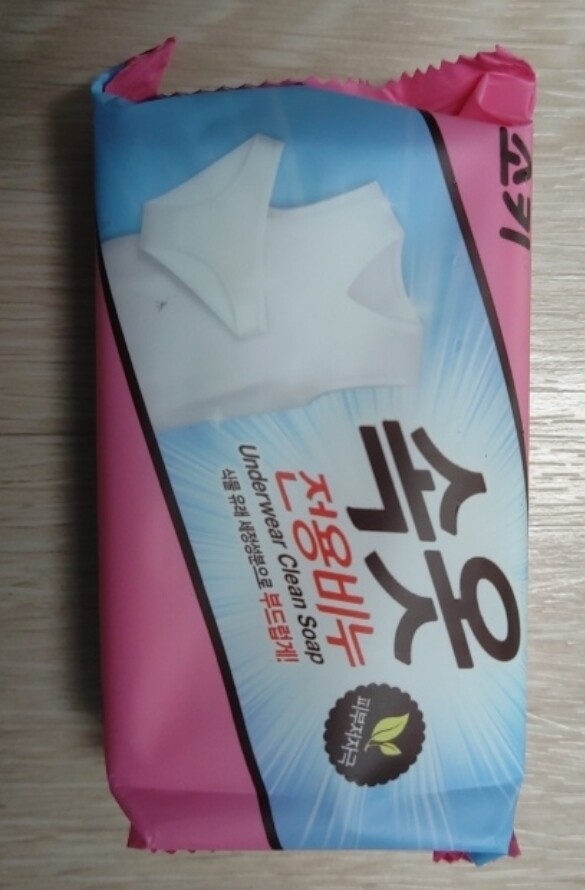 속옷
전용비누
Underwear Clean Soap
식물 유래 세정성분으로 부드럽게!
피부저자극